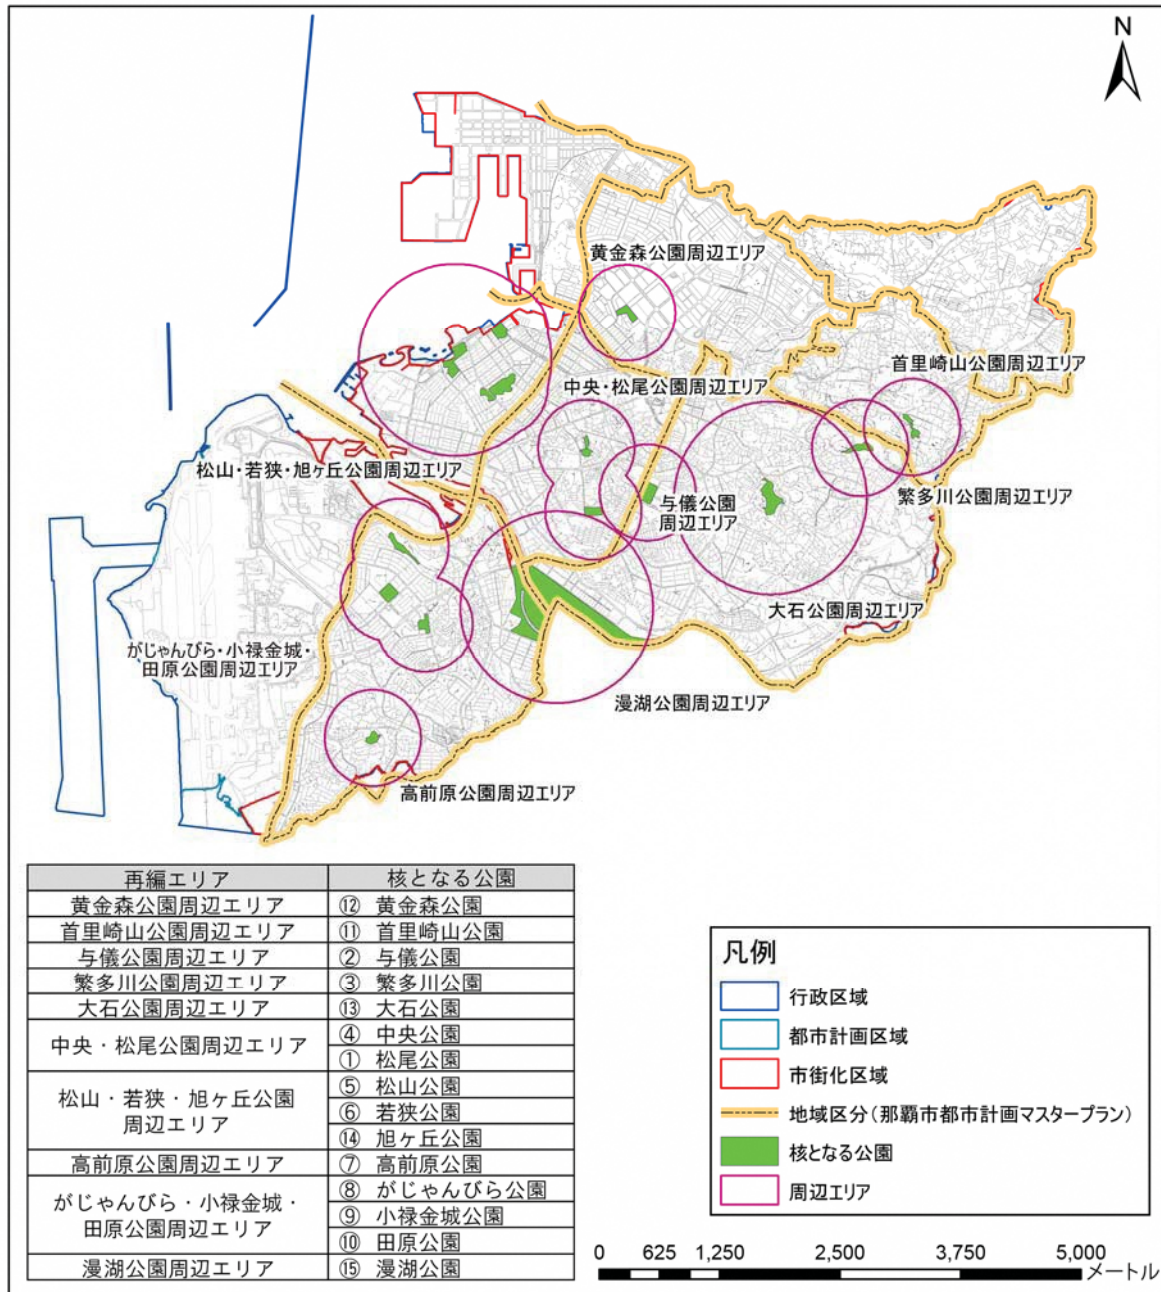 N
黄金森公園周辺エリア
首里崎山公園周辺エリア
中央・松尾公園周辺エリア
松山・若狭・旭ヶ丘公園周辺エリア
与儀公園
周辺エリア
繁多川公園周辺エリア
大石公園周辺エリア
がじゃんびら・小禄金城・
田原公園周辺エリア
漫湖公園周辺エリア
高前原公園周辺エリア
再編エリア 核となる公園
黄金森公園周辺エリア ⑫ 黄金森公園
首里崎山公園周辺エリア ⑪ 首里崎山公園
与儀公園周辺エリア ② 与儀公園
繁多川公園周辺エリア ③ 繁多川公園
大石公園周辺エリア ⑬ 大石公園
中央・松尾公園周辺エリア ④ 中央公園
① 松尾公園
松山・若狭・旭ヶ丘公園
周辺エリア
⑤ 松山公園
⑥ 若狭公園
⑭ 旭ヶ丘公園
高前原公園周辺エリア ⑦ 高前原公園
がじゃんびら・小禄金城・
田原公園周辺エリア
⑧ がじゃんびら公園
⑨ 小禄金城公園
⑩ 田原公園
漫湖公園周辺エリア ⑮ 漫湖公園
凡例
行政区域
都市計画区域
市街化区域
地域区分(那覇市都市計画マスタープラン)
核となる公園
周辺エリア
0 625 1,250 2,500 3,750 5,000
メートル